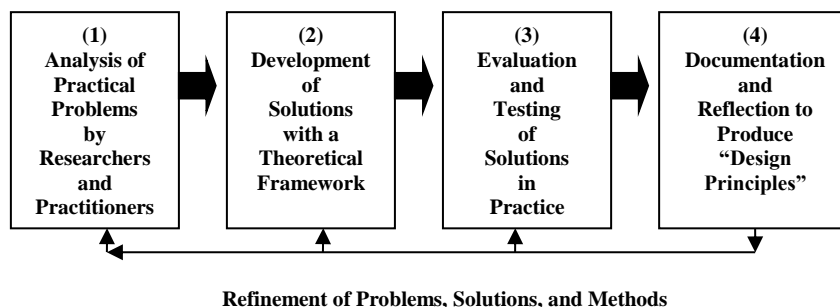 (1)
Analysis of
Practical
Problems
by
Researchers
and
Practitioners
(2)
Development
of
Solutions
with a
Theoretical
Framework
(3)
Evaluation
and
Testing
of
Solutions
in
Practice
(4)
Documentation
and
Reflection to
Produce
“Design
Principles”
Refinement of Problems, Solutions, and Methods